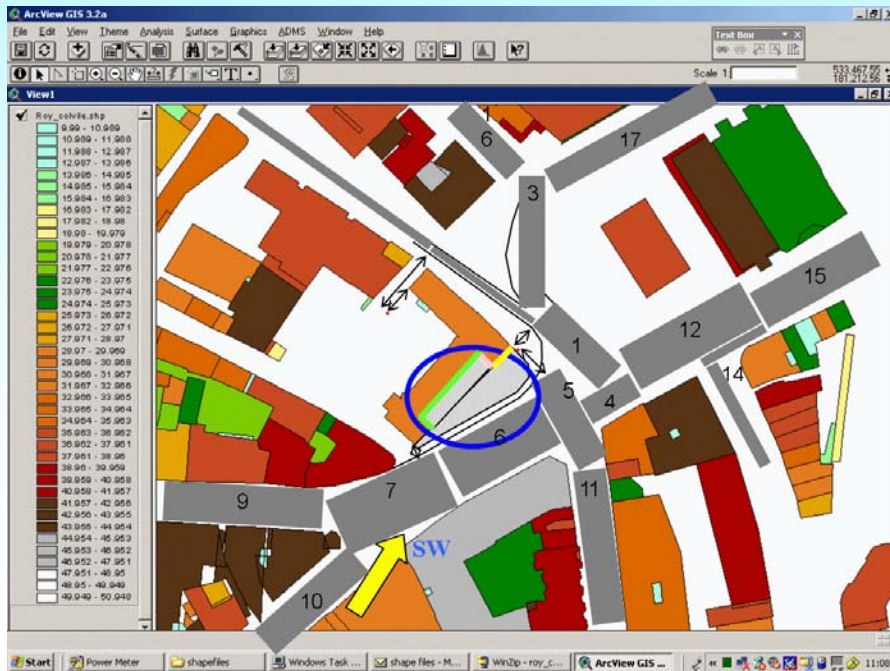 ArcView GIS 3.2a
File Edit View Theme Analysis Surface Graphics ADMS Window Help
Text Box
Scale 1:
533,467.55
181,212.56
View1
Roy_colvile.shp
9.99 - 10.989
10.989 - 11.988
11.988 - 12.987
12.987 - 13.986
13.986 - 14.985
14.985 - 15.984
15.984 - 16.983
16.983 - 17.982
17.982 - 18.98
18.98 - 19.979
19.979 - 20.978
20.978 - 21.977
21.977 - 22.976
22.976 - 23.975
23.975 - 24.974
24.974 - 25.973
25.973 - 26.972
26.972 - 27.971
27.971 - 28.97
28.97 - 29.969
29.969 - 30.968
30.968 - 31.967
31.967 - 32.966
32.966 - 33.965
33.965 - 34.964
34.964 - 35.963
35.963 - 36.962
36.962 - 37.961
37.961 - 38.96
38.96 - 39.959
39.959 - 40.958
40.958 - 41.957
41.957 - 42.956
42.956 - 43.955
43.955 - 44.954
44.954 - 45.953
45.953 - 46.952
46.952 - 47.951
47.951 - 48.95
48.95 - 49.949
49.949 - 50.948
6
17
3
15
12
1
14
5
4
6
7
9
11
SW
10
Start
Power Meter
shapefiles
Windows Task ...
shape files - M...
WinZip - roy_c...
ArcView GIS ...